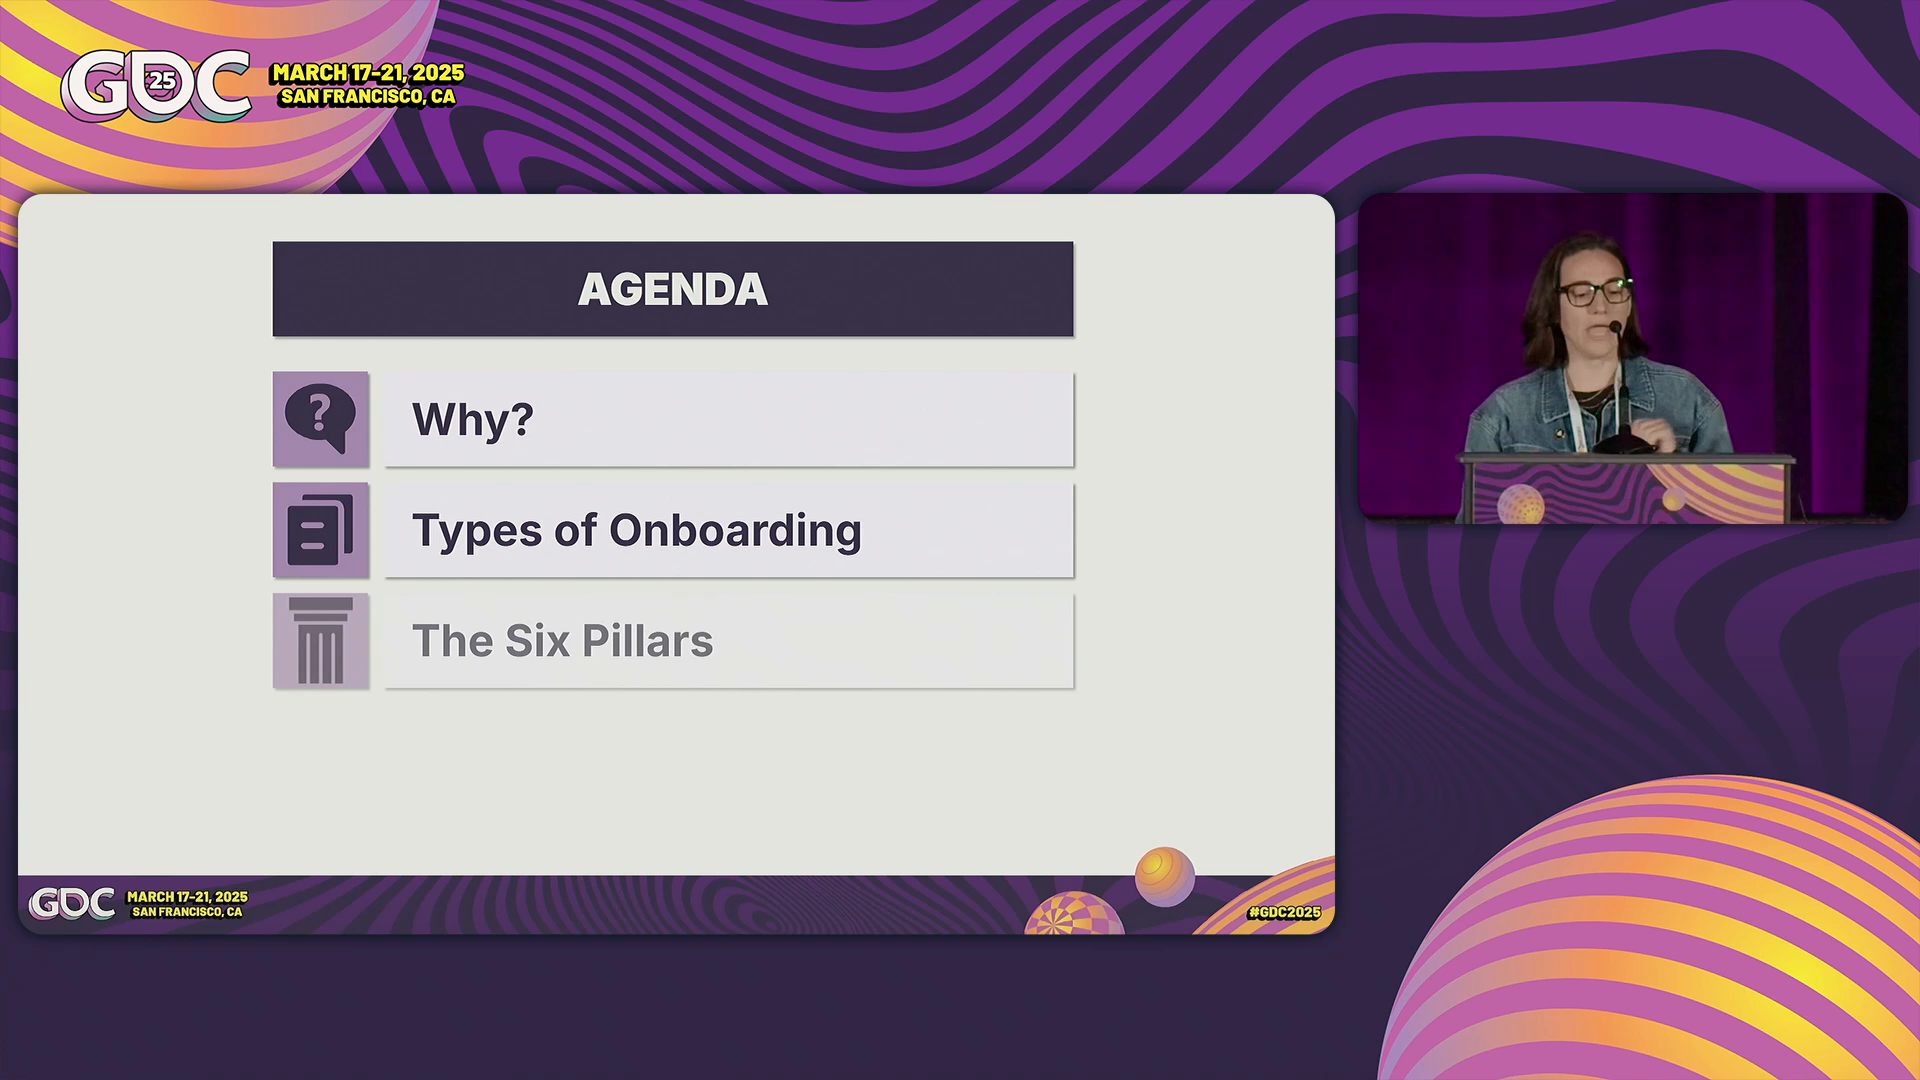 GDC
25
MARCH 17-21, 2025
SAN FRANCISCO, CA
AGENDA
?
Why?
Types of Onboarding
The Six Pillars
GDC
MARCH 17-21, 2025
SAN FRANCISCO, CA
#GDC2025